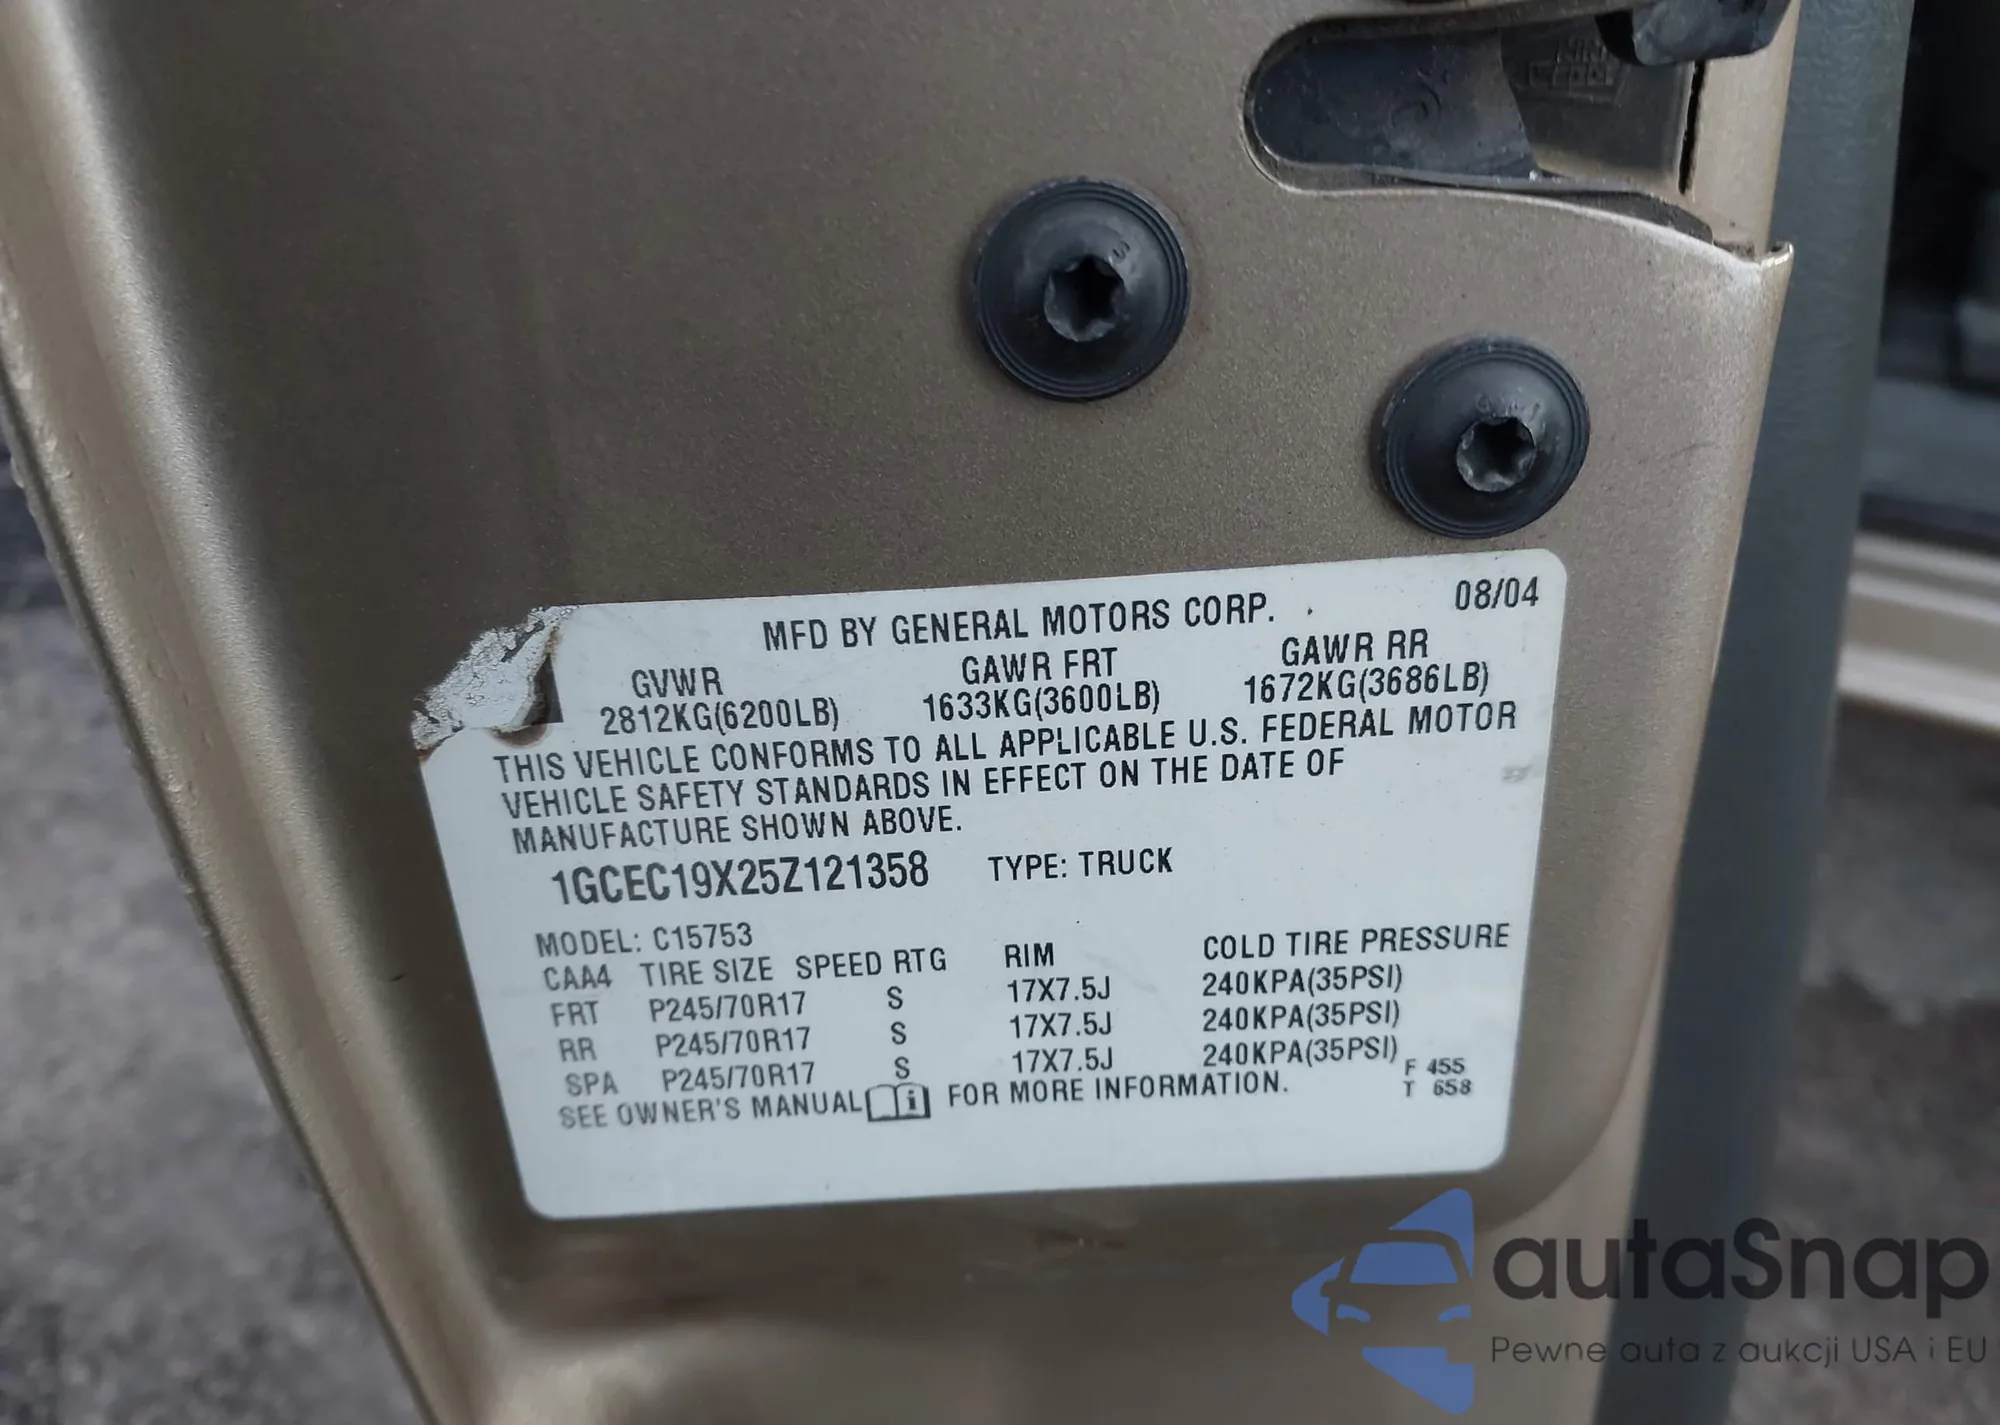 MFD BY GENERAL MOTORS CORP. 08/04
GVWR GAWR FRT GAWR RR
2812KG(6200LB) 1633KG(3600LB) 1672KG(3686LB)
THIS VEHICLE CONFORMS TO ALL APPLICABLE U.S. FEDERAL MOTOR
VEHICLE SAFETY STANDARDS IN EFFECT ON THE DATE OF
MANUFACTURE SHOWN ABOVE.
1GCEC19X25Z121358 TYPE: TRUCK
MODEL: C15753
CAA4 TIRE SIZE SPEED RTG RIM COLD TIRE PRESSURE
FRT P245/70R17 S 17X7.5J 240KPA(35PSI)
RR P245/70R17 S 17X7.5J 240KPA(35PSI)
SPA P245/70R17 S 17X7.5J 240KPA(35PSI)
SEE OWNER'S MANUAL FOR MORE INFORMATION.
F 455
T 658
autaSnap
Pewne auta z aukcji USA i EU